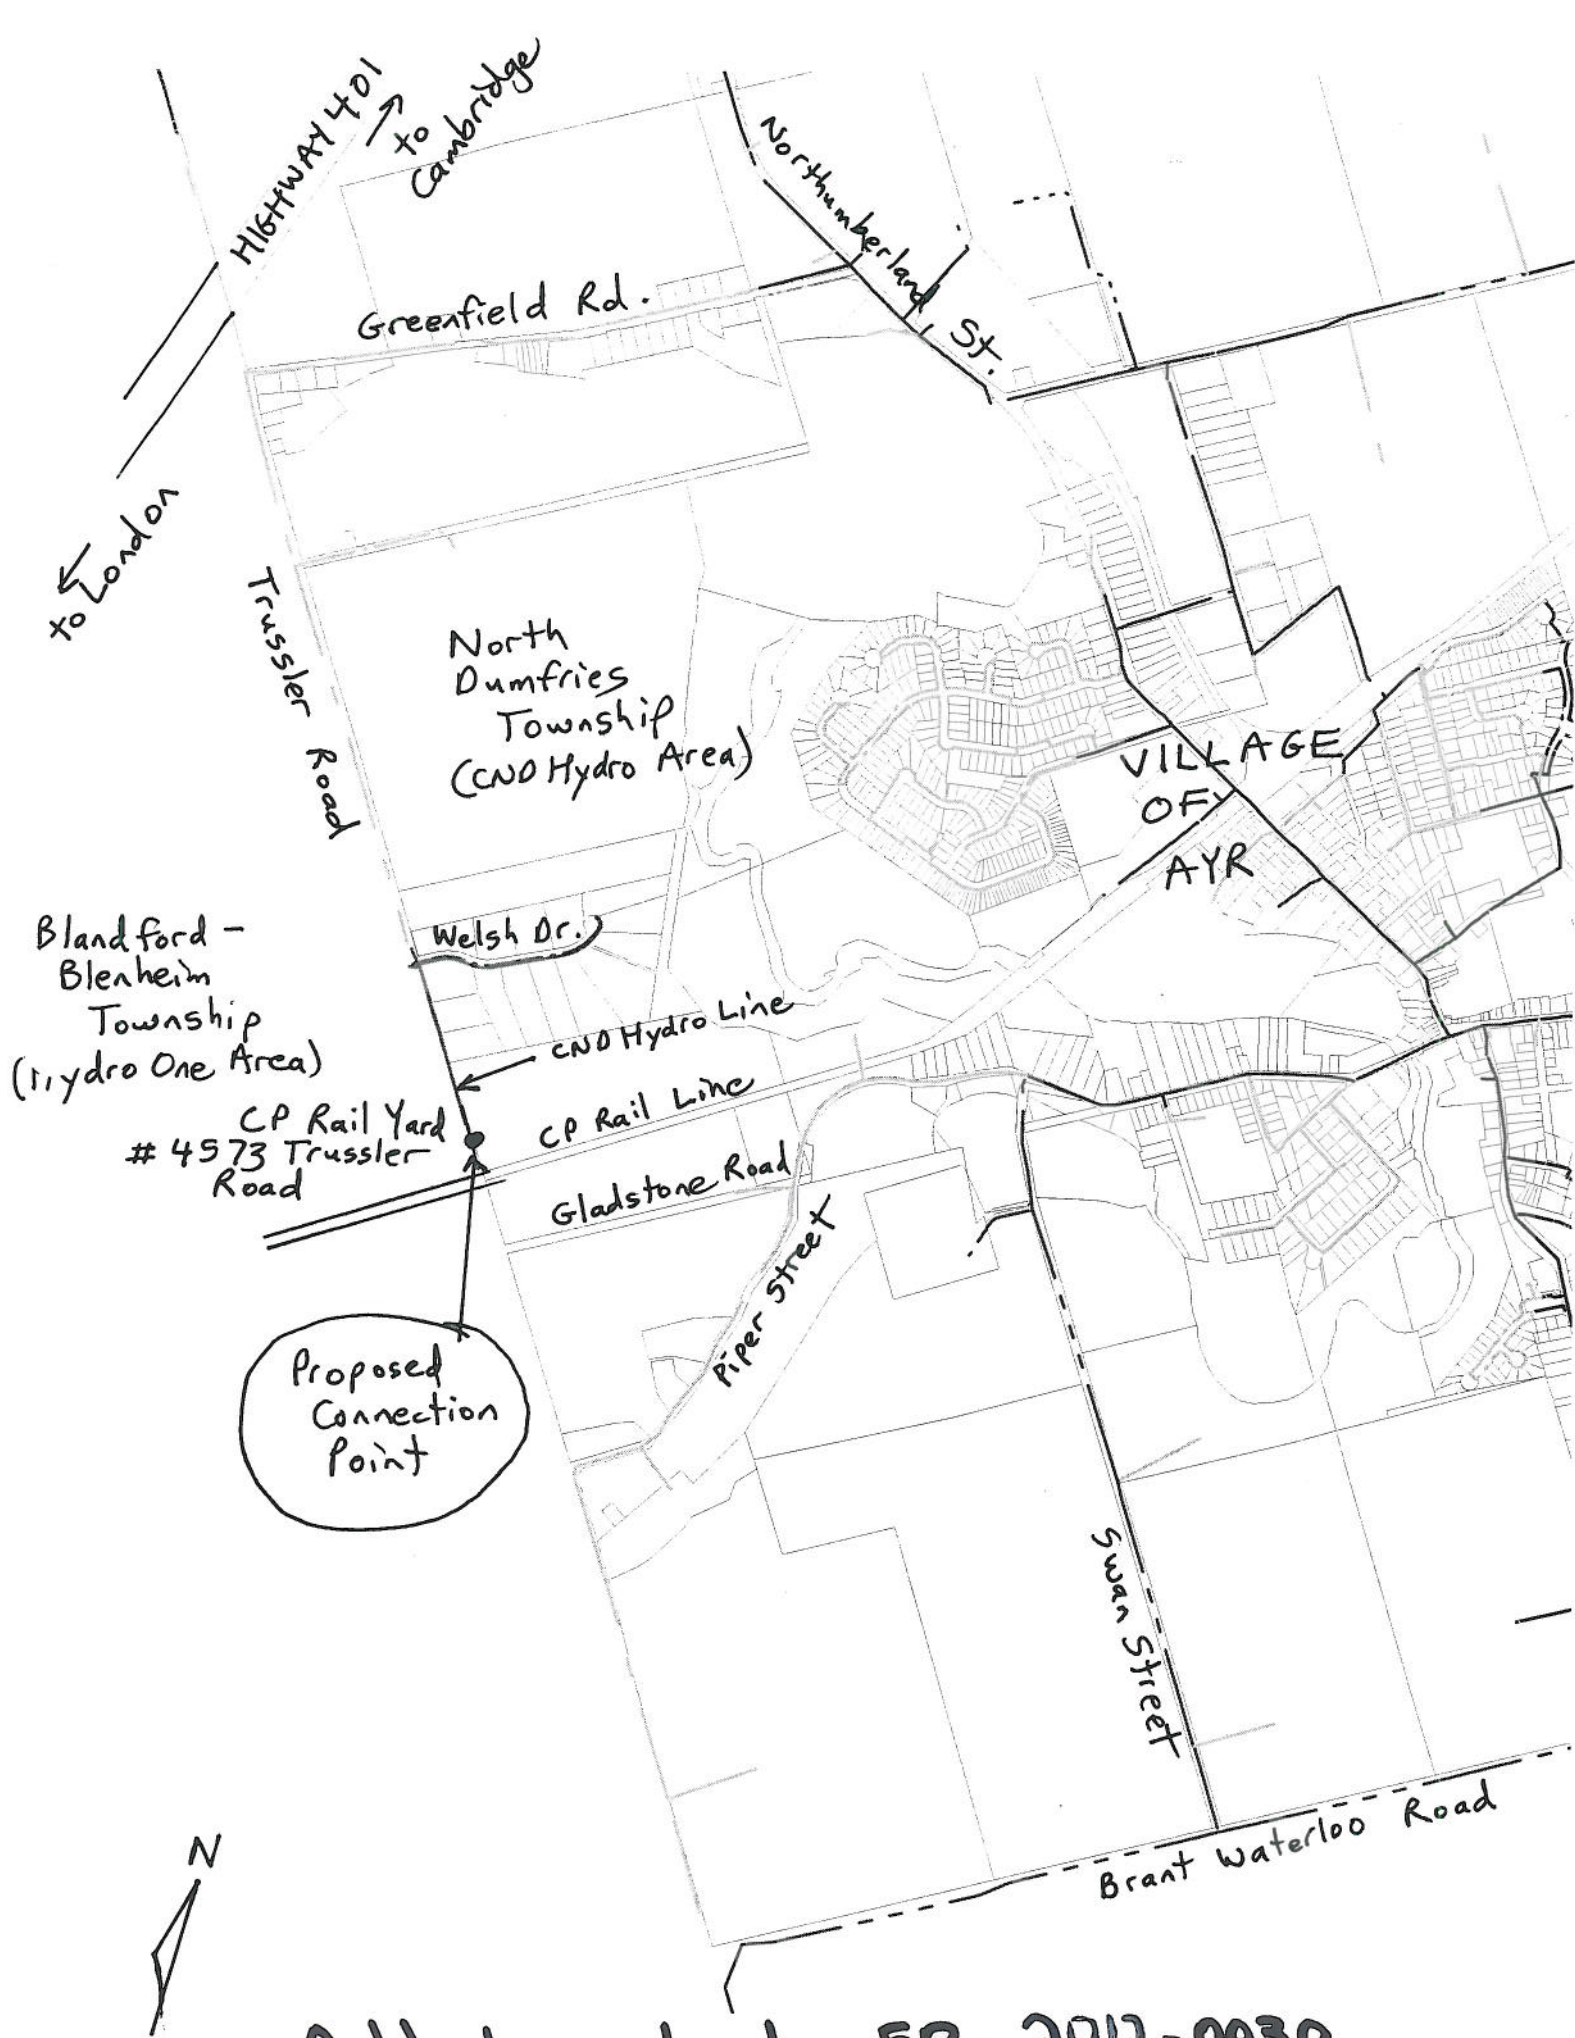 HIGHWAY 401
to
Cambridge
Northumberland
St.
Greenfield Rd.
to London
Trussler Road
North
Dumfries
Township
(CND Hydro Area)
VILLAGE
OF
AYR
Blandford -
Blenheim
Township
(Hydro One Area)
Welsh Dr.
CND Hydro Line
CP Rail Yard
# 4573 Trussler
Road
CP Rail Line
Gladstone Road
Piper Street
Proposed
Connection
Point
Swan Street
Brant Waterloo Road
N